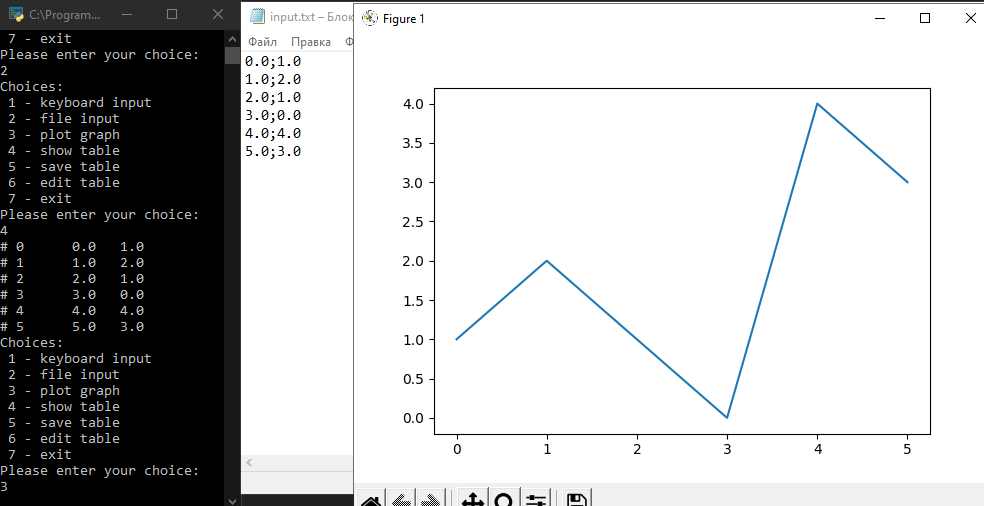 C:\Program...
7 - exit
Please enter your choice:
2
Choices:
1 - keyboard input
2 - file input
3 - plot graph
4 - show table
5 - save table
6 - edit table
7 - exit
Please enter your choice:
4
# 0 0.0 1.0
# 1 1.0 2.0
# 2 2.0 1.0
# 3 3.0 0.0
# 4 4.0 4.0
# 5 5.0 3.0
Choices:
1 - keyboard input
2 - file input
3 - plot graph
4 - show table
5 - save table
6 - edit table
7 - exit
Please enter your choice:
3
input.txt – Блок
Файл Правка Ф
0.0;1.0
1.0;2.0
2.0;1.0
3.0;0.0
4.0;4.0
5.0;3.0
Figure 1
4.0
3.5
3.0
2.5
2.0
1.5
1.0
0.5
0.0
0 1 2 3 4 5